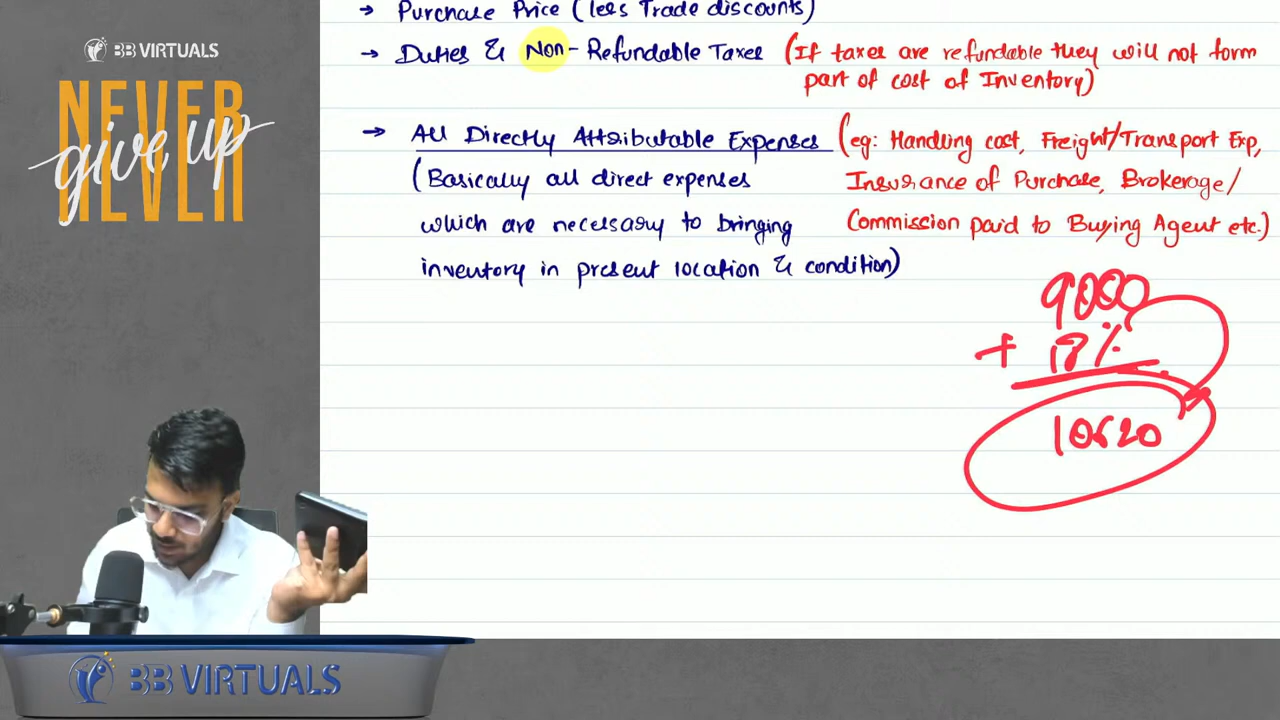 → Purchase Price (less Trade discounts)
BB VIRTUALS
→ Duties & Non-Refundable Taxes (If taxes are refundable they will not form
part of cost of Inventory)
NEVER
give up
NEVER
→ All Directly Attributable Expenses (eg: Handling cost, Freight/Transport Exp,
(Basically all direct expenses Insurance of Purchase, Brokerage/
which are necessary to bringing Commission paid to Buying Agent etc.)
inventory in present location & condition)
9000
+ 18%
10620
BB VIRTUALS